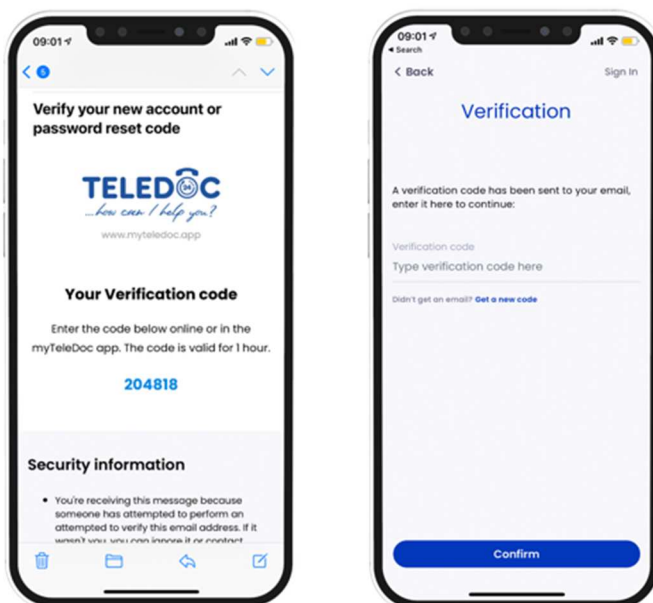 09:01
5
Verify your new account or
password reset code
TELEDOC
24
...how can I help you?
www.myteledoc.app
Your Verification code
Enter the code below online or in the
myTeleDoc app. The code is valid for 1 hour.
204818
Security information
• You're receiving this message because
someone has attempted to perform an
attempted to verify this email address. If it
wasn't you, you can ignore it or contact
09:01
Search
Back
Sign In
Verification
A verification code has been sent to your email,
enter it here to continue:
Verification code
Type verification code here
Didn't get an email? Get a new code
Confirm